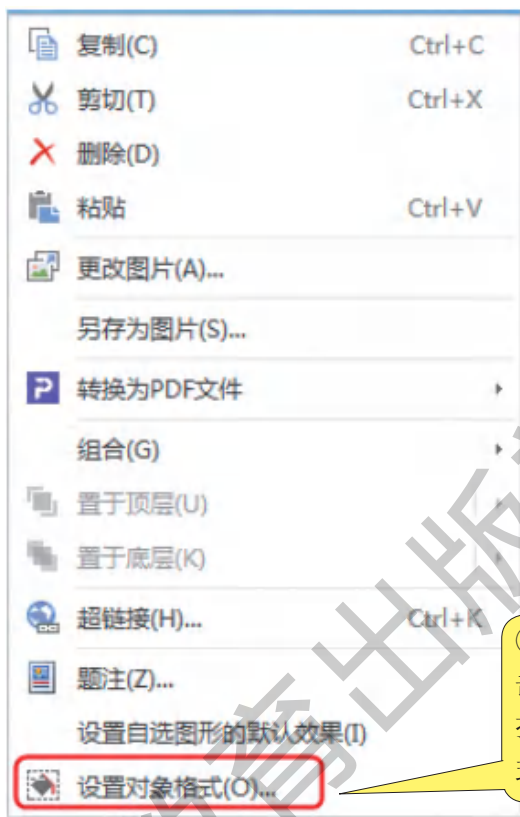 复制(C) Ctrl+C
剪切(T) Ctrl+X
删除(D)
粘贴 Ctrl+V
更改图片(A)...
另存为图片(S)...
转换为PDF文件
组合(G)
置于顶层(U)
置于底层(K)
超链接(H)... Ctrl+K
题注(Z)...
设置自选图形的默认效果(I)
设置对象格式(O)...
育出版